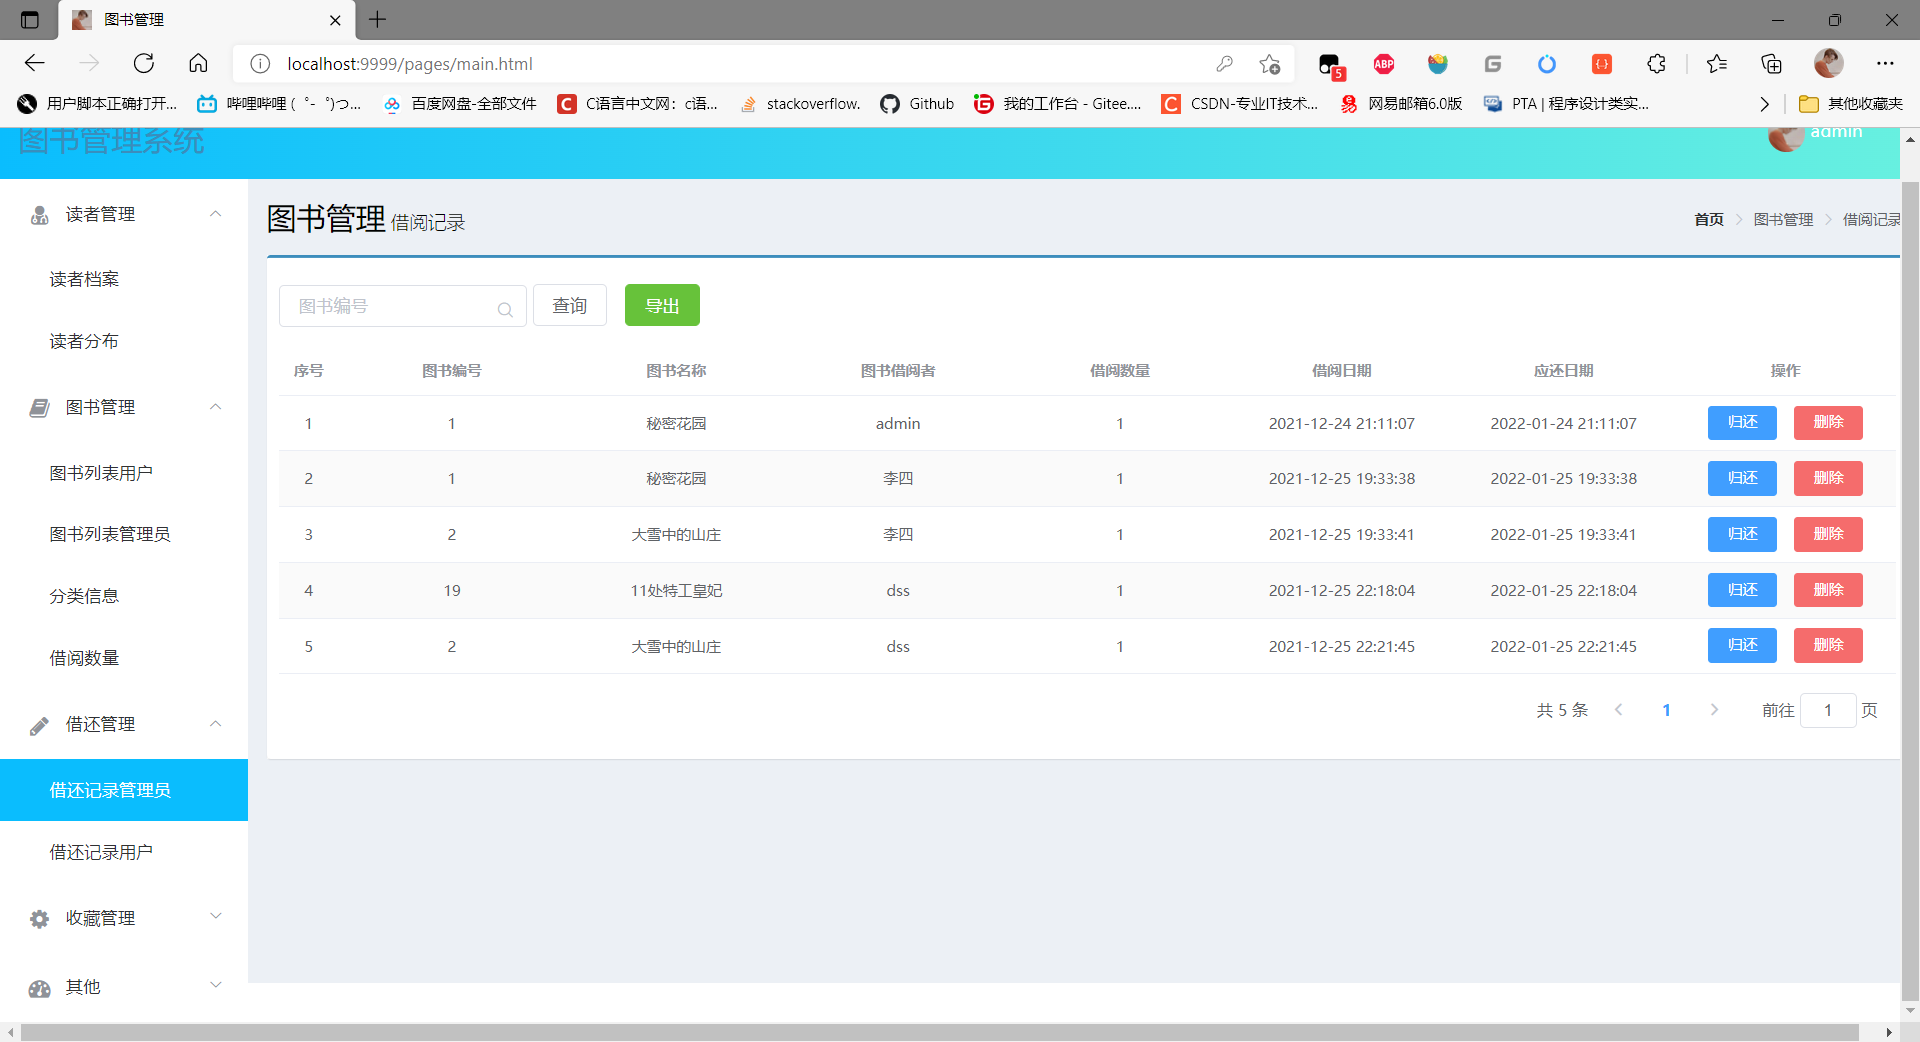 图书管理
localhost:9999/pages/main.html
5
ABP
用户脚本正确打开... 哔哩哔哩 (゜-゜)つ... 百度网盘-全部文件 C语言中文网：c语... stackoverflow. Github 我的工作台 - Gitee.... CSDN-专业IT技术... 网易邮箱6.0版 PTA | 程序设计类实... 其他收藏夹
图书管理系统
admin
读者管理
读者档案
读者分布
图书管理
图书列表用户
图书列表管理员
分类信息
借阅数量
借还管理
借还记录管理员
借还记录用户
收藏管理
其他
图书管理 借阅记录
首页 图书管理 借阅记录
图书编号 查询 导出
序号 图书编号 图书名称 图书借阅者 借阅数量 借阅日期 应还日期 操作
1 1 秘密花园 admin 1 2021-12-24 21:11:07 2022-01-24 21:11:07 归还 删除
2 1 秘密花园 李四 1 2021-12-25 19:33:38 2022-01-25 19:33:38 归还 删除
3 2 大雪中的山庄 李四 1 2021-12-25 19:33:41 2022-01-25 19:33:41 归还 删除
4 19 11处特工皇妃 dss 1 2021-12-25 22:18:04 2022-01-25 22:18:04 归还 删除
5 2 大雪中的山庄 dss 1 2021-12-25 22:21:45 2022-01-25 22:21:45 归还 删除
共 5 条 1 前往 1 页